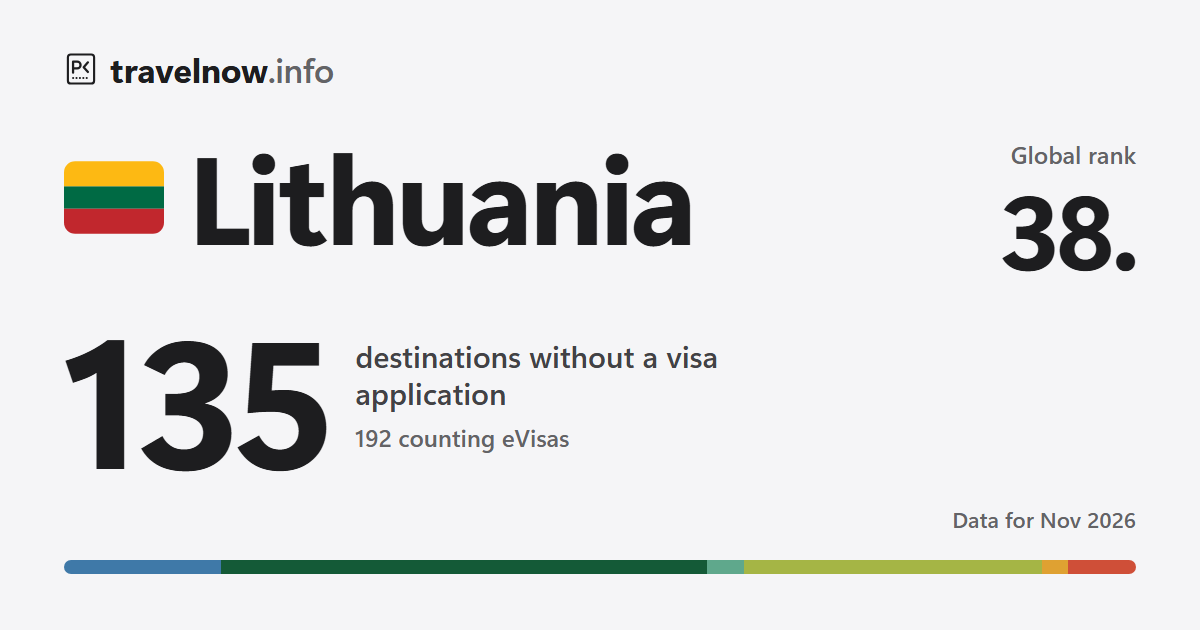 travelnow.info
Lithuania
Global rank
38.
135
destinations without a visa
application
192 counting eVisas
Data for Nov 2026